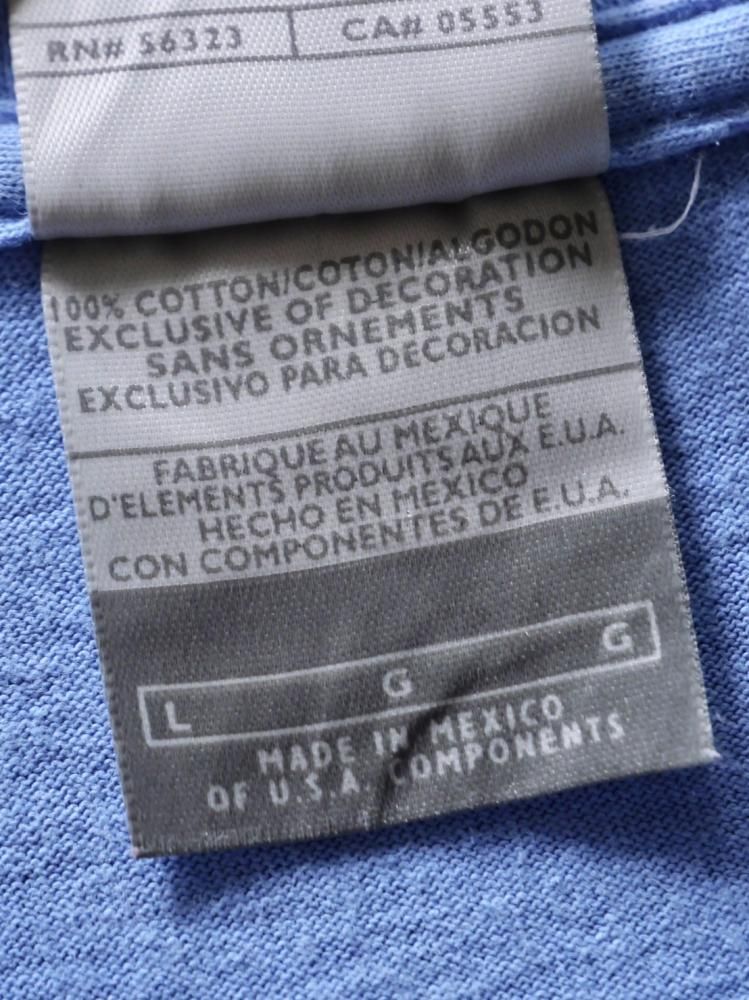 RN# 56323 CA# 05553
100% COTTON/COTON/ALGODON
EXCLUSIVE OF DECORATION
SANS ORNEMENTS
EXCLUSIVO PARA DECORACION
FABRIQUE AU MEXIQUE
D'ELEMENTS PRODUITS AUX E.U.A.
HECHO EN MEXICO
CON COMPONENTES DE E.U.A.
L G G
MADE IN MEXICO
OF U.S.A. COMPONENTS